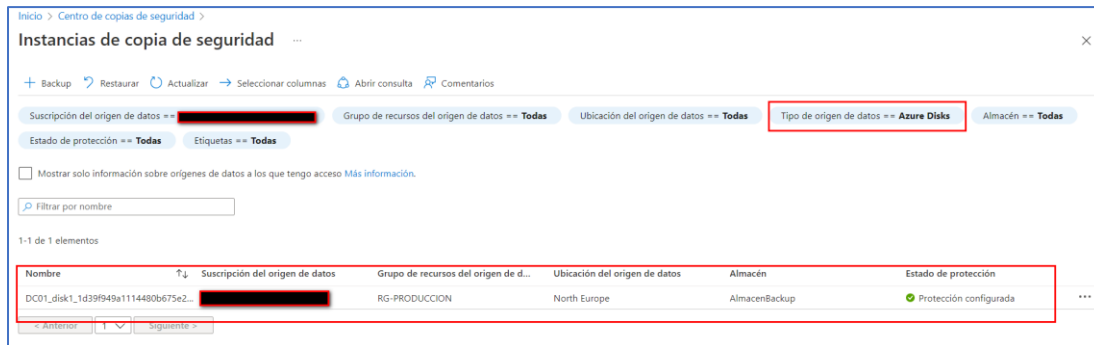 Inicio > Centro de copias de seguridad >
Instancias de copia de seguridad ...
+ Backup Restaurar Actualizar → Seleccionar columnas Abrir consulta Comentarios
Suscripción del origen de datos == Grupo de recursos del origen de datos == Todas Ubicación del origen de datos == Todas Tipo de origen de datos == Azure Disks Almacén == Todas
Estado de protección == Todas Etiquetas == Todas
Mostrar solo información sobre orígenes de datos a los que tengo acceso Más información.
Filtrar por nombre
1-1 de 1 elementos
Nombre ↑↓ Suscripción del origen de datos Grupo de recursos del origen de d... Ubicación del origen de datos Almacén Estado de protección
DC01_disk1_1d39f949a1114480b675e2... RG-PRODUCCION North Europe AlmacenBackup Protección configurada ...
< Anterior 1 Siguiente >